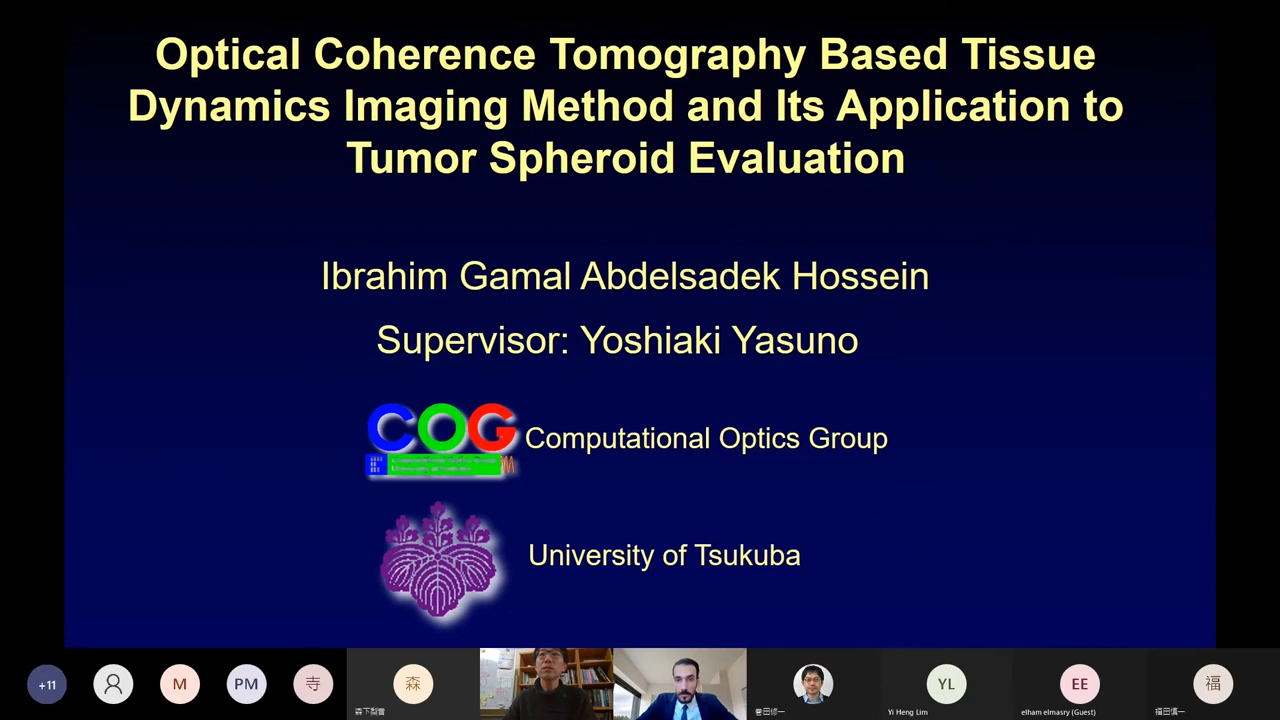 Optical Coherence Tomography Based Tissue
Dynamics Imaging Method and Its Application to
Tumor Spheroid Evaluation
Ibrahim Gamal Abdelsadek Hossein
Supervisor: Yoshiaki Yasuno
COG
Computational Optics Group
University of Tsukuba
+11
M
PM
寺
森
YL
EE
福
Yi Heng Lim
elham elmasry (Guest)